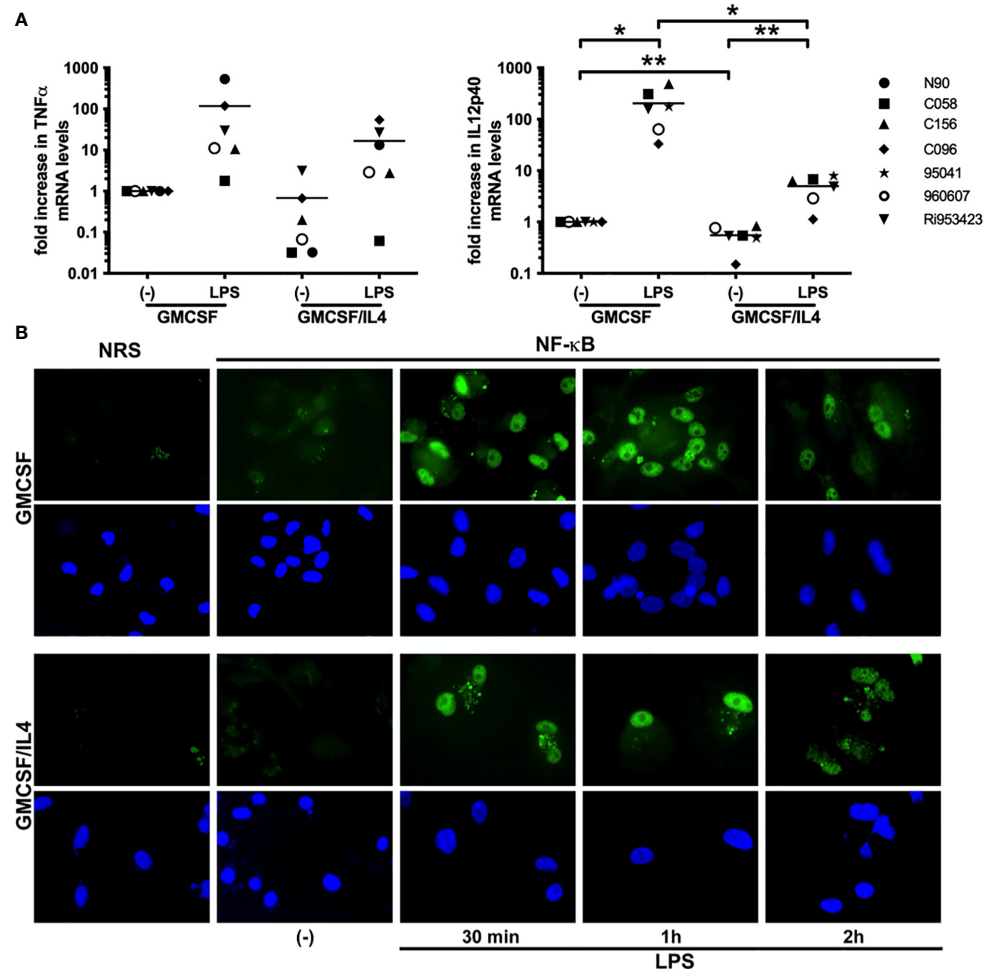 A
fold increase in TNFα
mRNA levels
1000
100
10
1
0.1
0.01
(-) LPS (-) LPS
GMCSF GMCSF/IL4
fold increase in IL12p40
mRNA levels
1000
100
10
1
0.1
* ** * **
(-) LPS (-) LPS
GMCSF GMCSF/IL4
N90
C058
C156
C096
95041
960607
Ri953423
B
NRS NF-κB
GMCSF
GMCSF/IL4
(-) 30 min 1h 2h
LPS